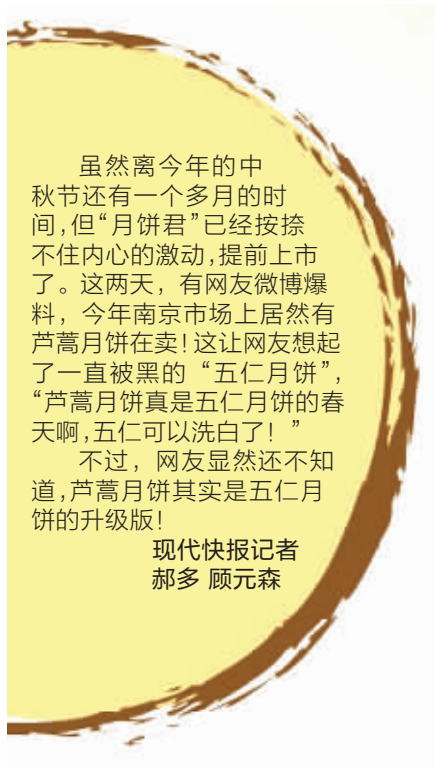 虽然离今年的中
秋节还有一个多月的时
间,但“月饼君”已经按捺
不住内心的激动,提前上市
了。这两天，有网友微博爆
料，今年南京市场上居然有
芦蒿月饼在卖!这让网友想起
了一直被黑的“五仁月饼”，
“芦蒿月饼真是五仁月饼的春
天啊,五仁可以洗白了！”
不过，网友显然还不知
道,芦蒿月饼其实是五仁月
饼的升级版!
现代快报记者
郝多 顾元森